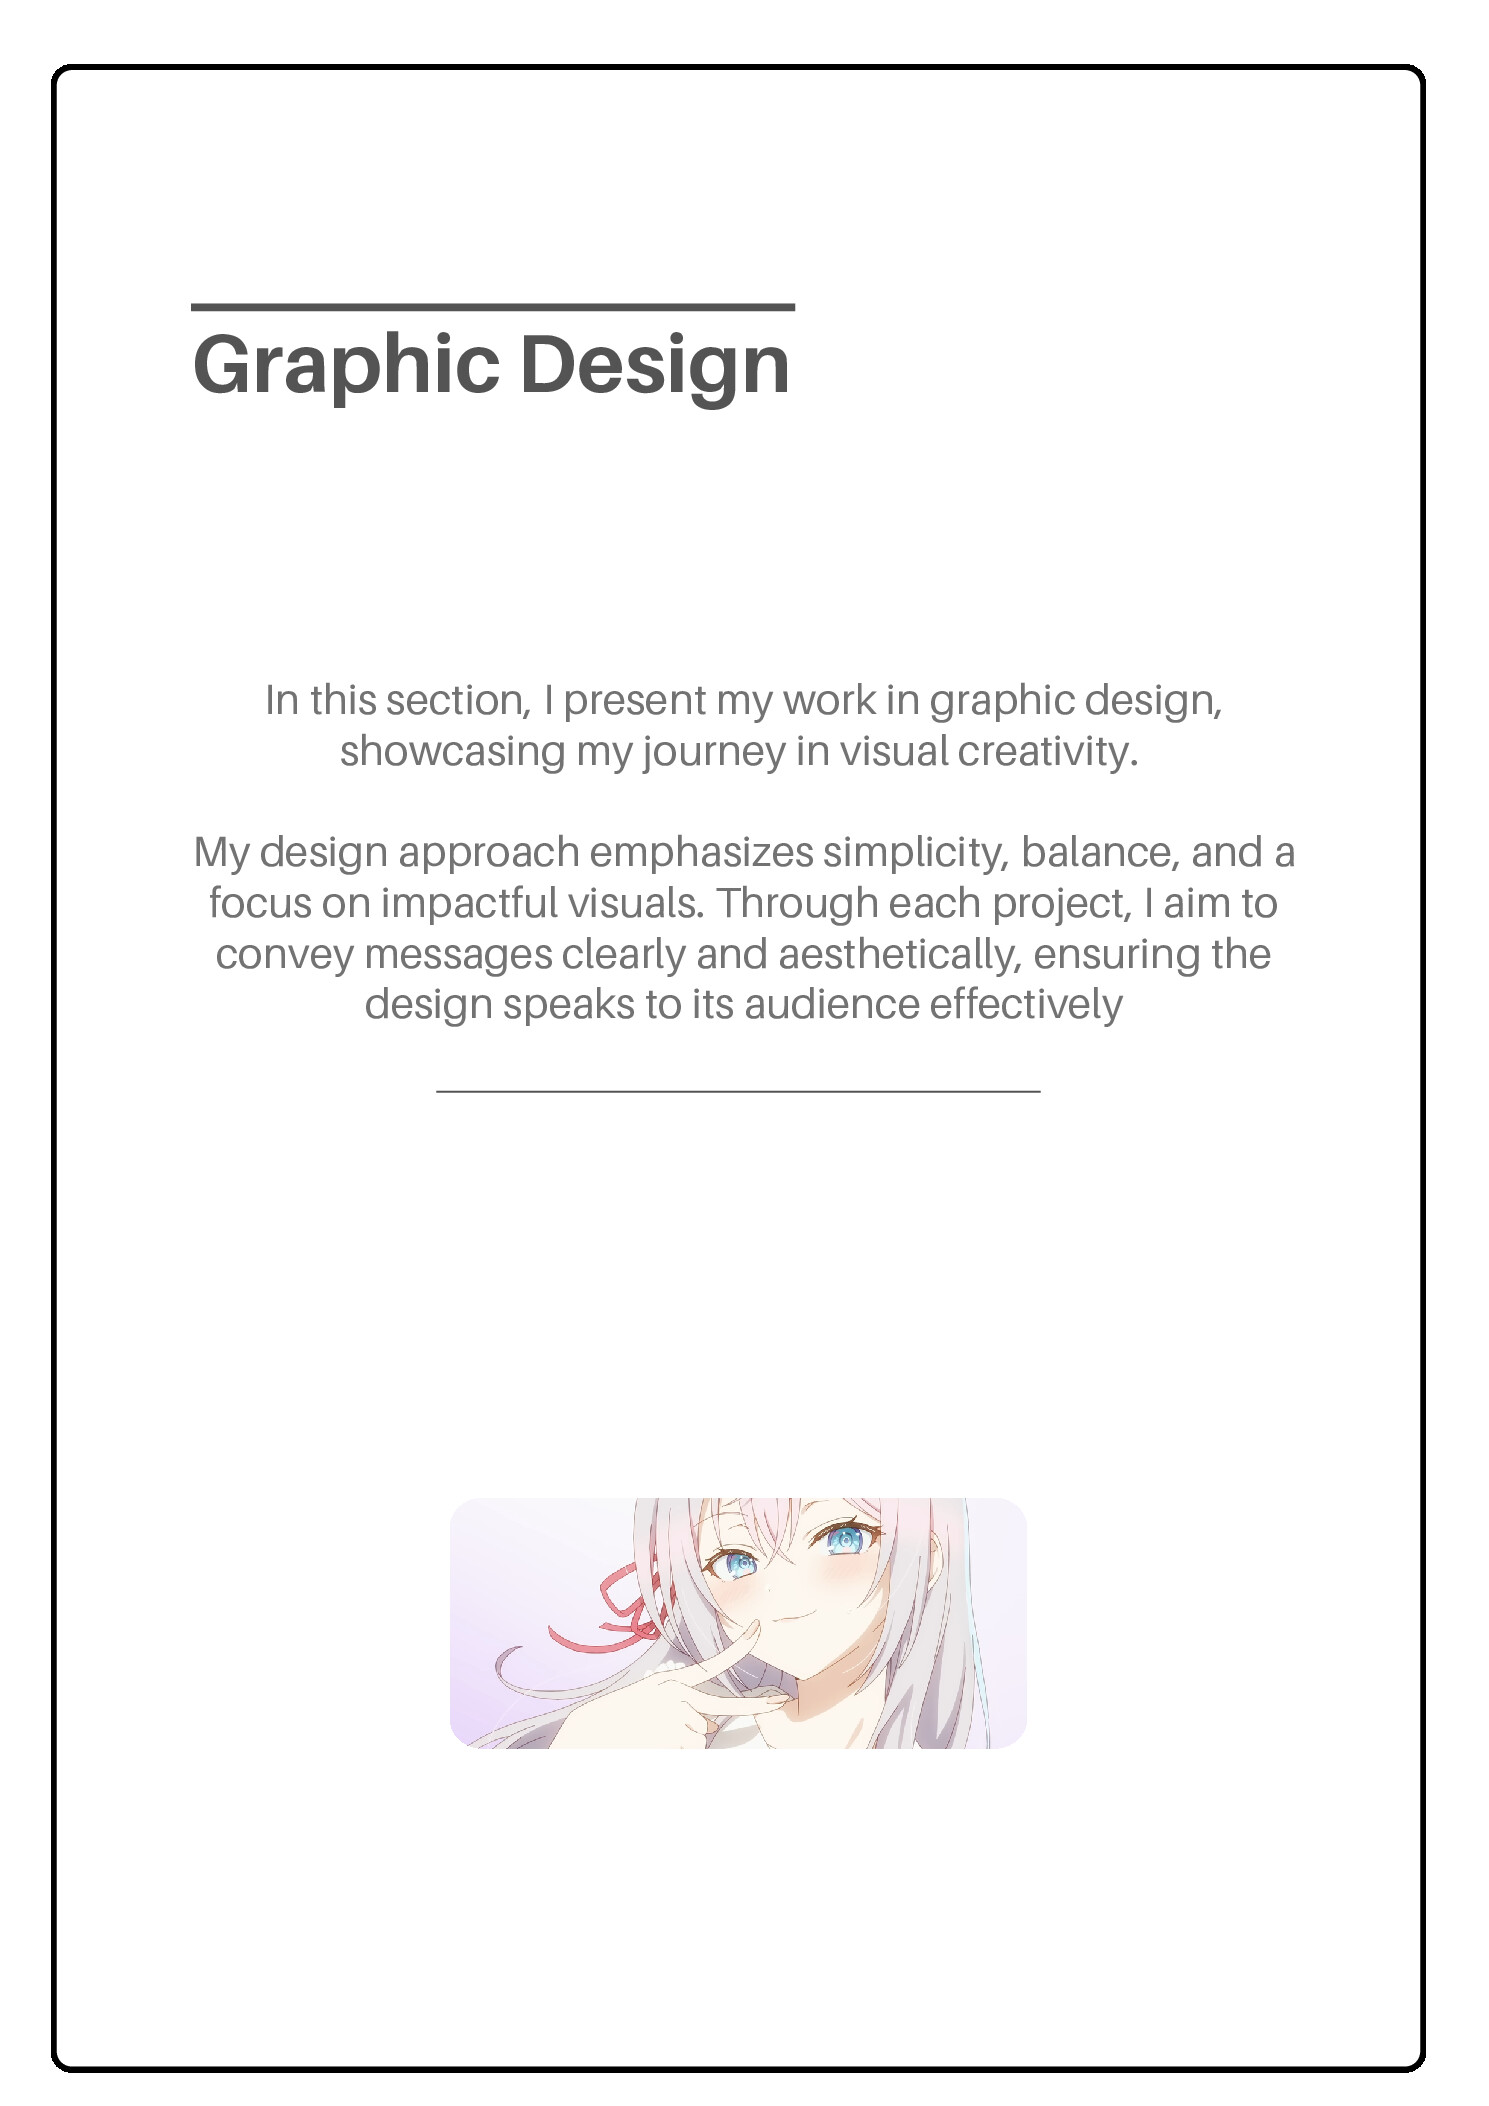 Graphic Design
In this section, I present my work in graphic design,
showcasing my journey in visual creativity.
My design approach emphasizes simplicity, balance, and a
focus on impactful visuals. Through each project, I aim to
convey messages clearly and aesthetically, ensuring the
design speaks to its audience effectively